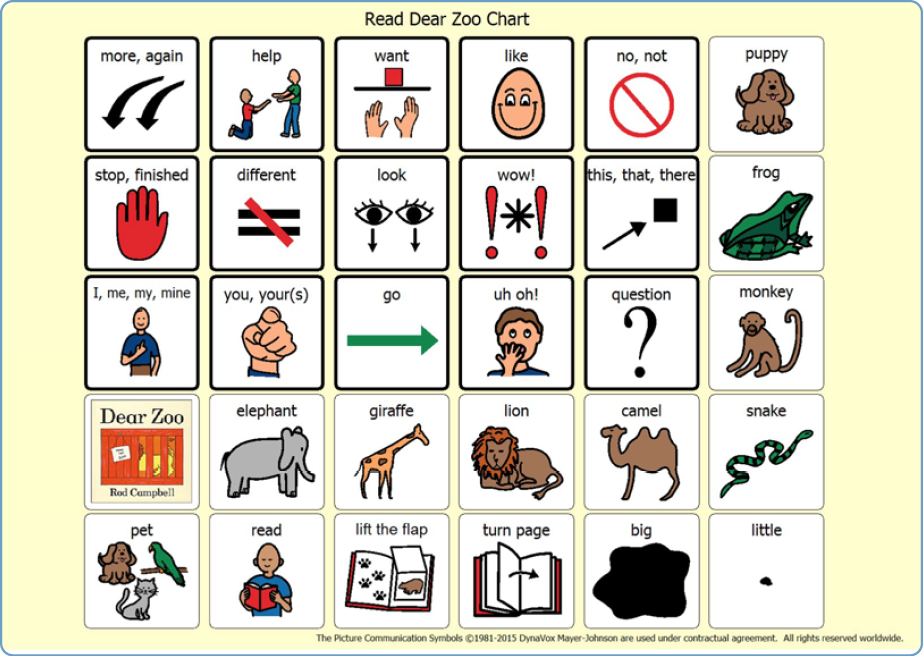 Read Dear Zoo Chart
more, again
help
want
like
no, not
puppy
stop, finished
different
look
wow!
this, that, there
frog
I, me, my, mine
you, your(s)
go
uh oh!
question
?
monkey
Dear Zoo
Rod Campbell
elephant
giraffe
lion
camel
snake
pet
read
lift the flap
turn page
big
little
The Picture Communication Symbols ©1981-2015 DynaVox Mayer-Johnson are used under contractual agreement. All rights reserved worldwide.